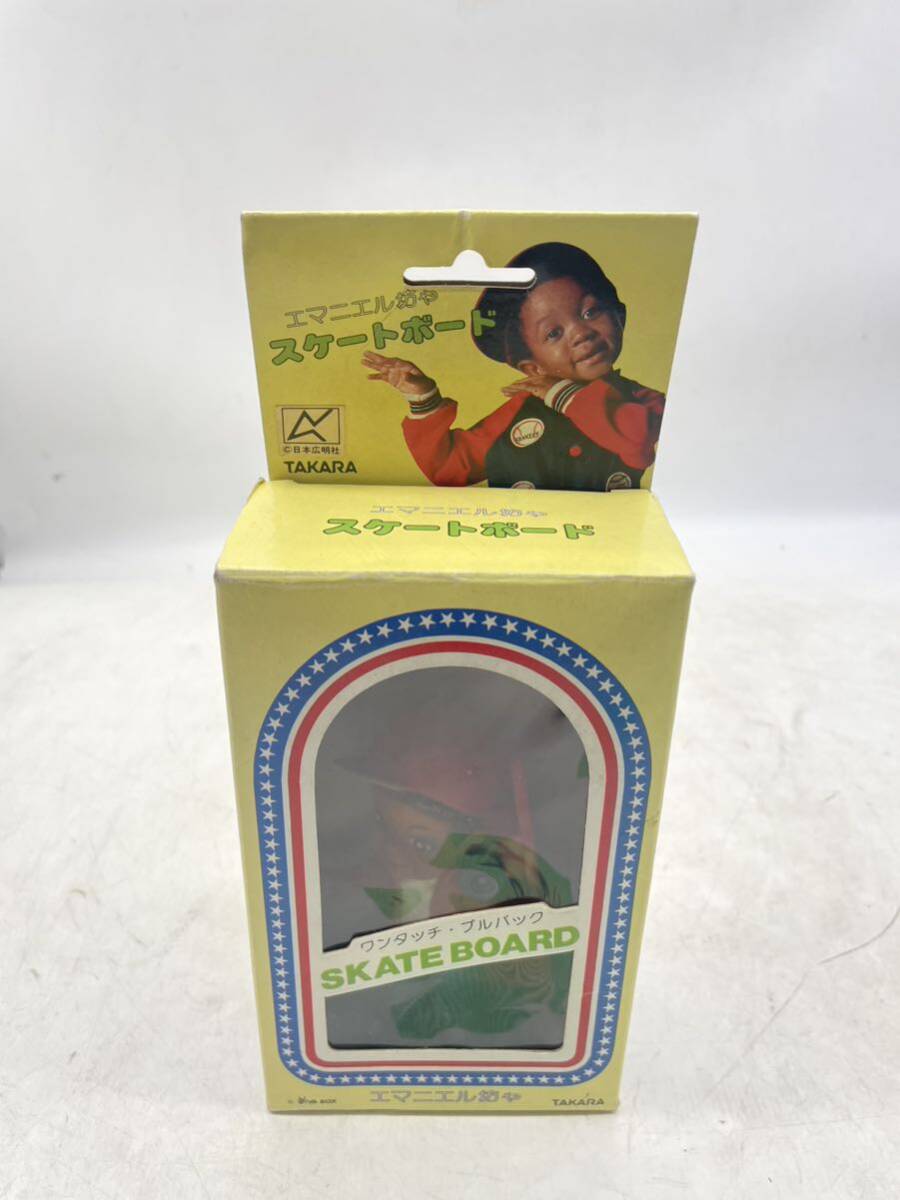 エマニエル坊や
スケートボード
©日本広明社
TAKARA
YANKEES
エマニエル坊や
スケートボード
ワンタッチ・プルバック
SKATE BOARD
エマニエル坊や
TAKARA